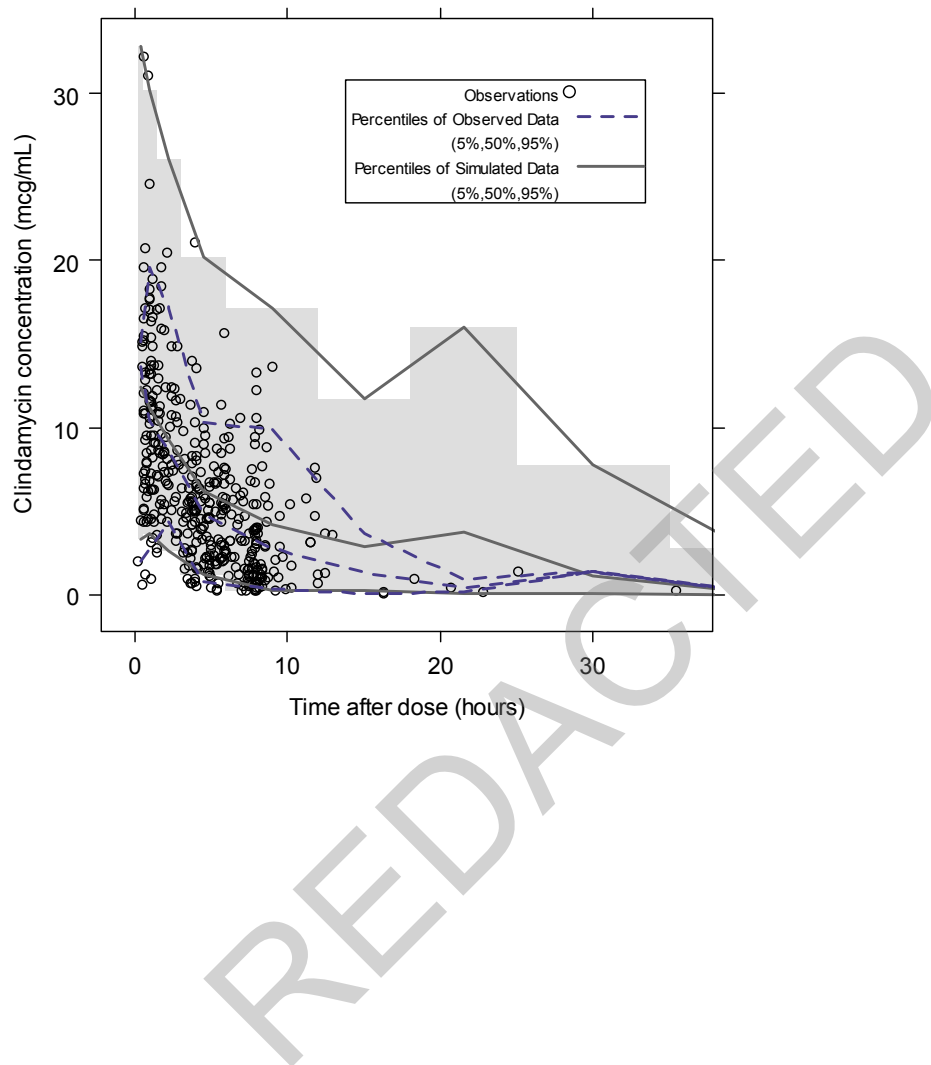 30
20
10
0
Clindamycin concentration (mcg/mL)
Observations
Percentiles of Observed Data
(5%,50%,95%)
Percentiles of Simulated Data
(5%,50%,95%)
0
10
20
30
Time after dose (hours)
REDACTED